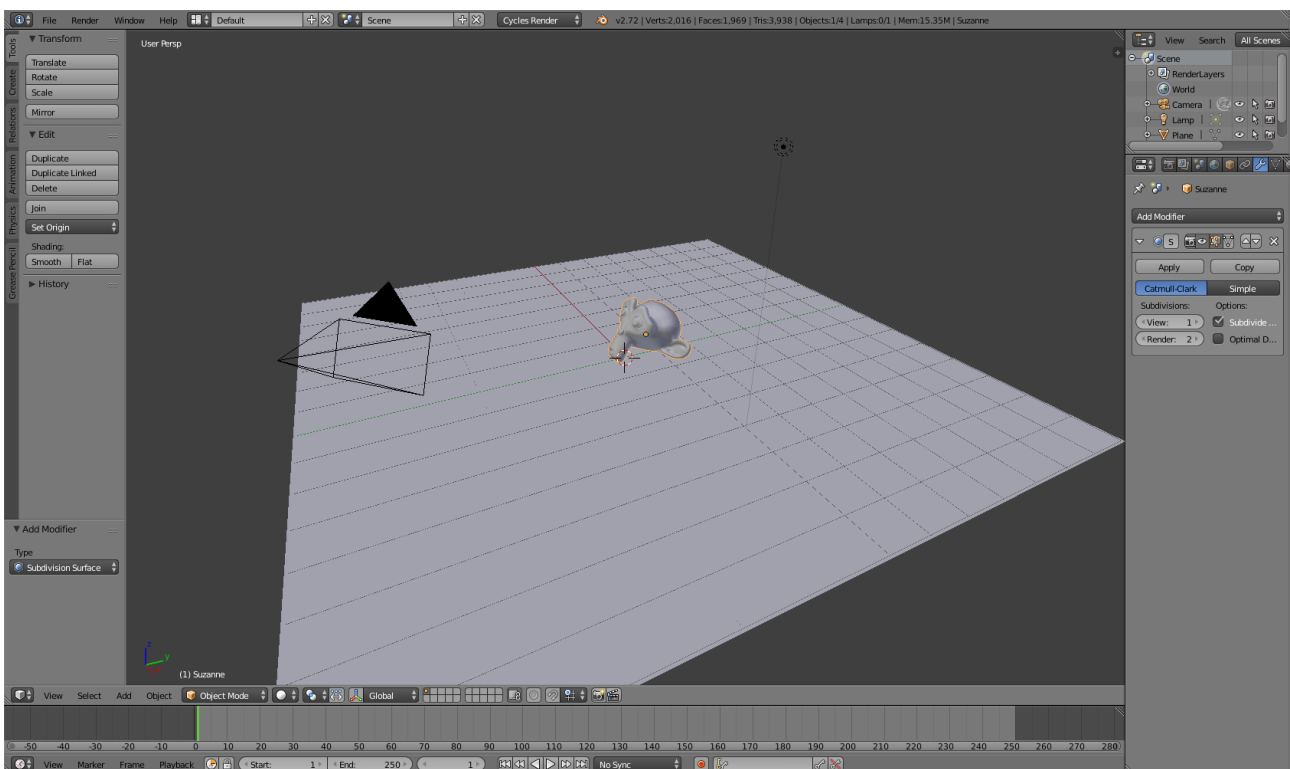 File Render Window Help Default Scene Cycles Render v2.72 | Verts:2,016 | Faces:1,969 | Tris:3,938 | Objects:1/4 | Lamps:0/1 | Mem:15.35M | Suzanne
Tools
Create
Relations
Animation
Physics
Grease Pencil
Transform
Translate
Rotate
Scale
Mirror
Edit
Duplicate
Duplicate Linked
Delete
Join
Set Origin
Shading:
Smooth Flat
History
Add Modifier
Type
Subdivision Surface
User Persp
z
y
(1) Suzanne
View Search All Scenes
Scene
RenderLayers
World
Camera
Lamp
Plane
Suzanne
Add Modifier
S
Apply Copy
Catmull-Clark Simple
Subdivisions: Options:
View: 1 Subdivide ...
Render: 2 Optimal D...
View Select Add Object Object Mode Global
-50 -40 -30 -20 -10 0 10 20 30 40 50 60 70 80 90 100 110 120 130 140 150 160 170 180 190 200 210 220 230 240 250 260 270 280
View Marker Frame Playback Start: 1 End: 250 1 No Sync